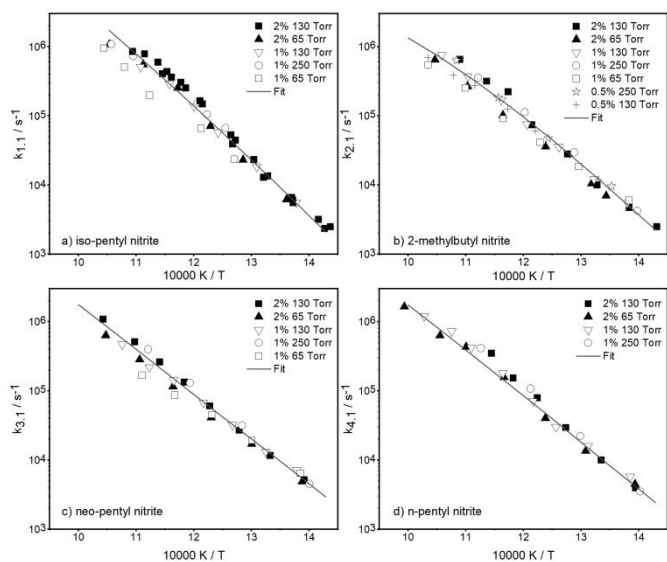 10⁶
10⁵
10⁴
10³
k₁.₁ / s⁻¹
2% 130 Torr
2% 65 Torr
1% 130 Torr
1% 250 Torr
1% 65 Torr
Fit
a) iso-pentyl nitrite
10 11 12 13 14
10000 K / T
10⁶
10⁵
10⁴
10³
k₂.₁ / s⁻¹
2% 130 Torr
2% 65 Torr
1% 130 Torr
1% 250 Torr
1% 65 Torr
0.5% 250 Torr
0.5% 130 Torr
Fit
b) 2-methylbutyl nitrite
10 11 12 13 14
10000 K / T
10⁶
10⁵
10⁴
10³
k₃.₁ / s⁻¹
2% 130 Torr
2% 65 Torr
1% 130 Torr
1% 250 Torr
1% 65 Torr
Fit
c) neo-pentyl nitrite
10 11 12 13 14
10000 K / T
10⁶
10⁵
10⁴
10³
k₄.₁ / s⁻¹
2% 130 Torr
2% 65 Torr
1% 130 Torr
1% 250 Torr
Fit
d) n-pentyl nitrite
10 11 12 13 14
10000 K / T